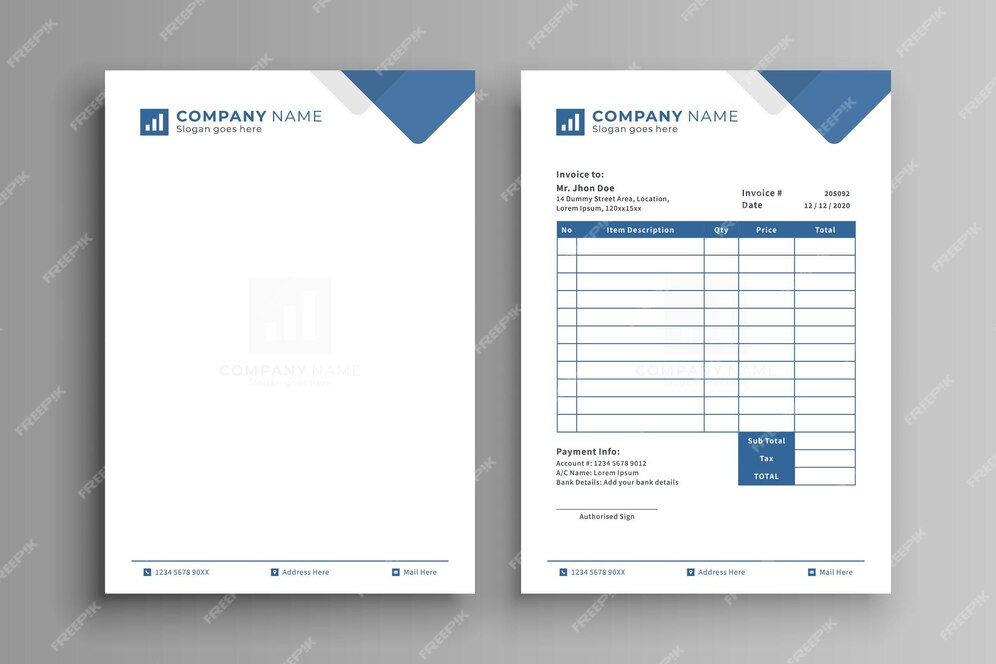 COMPANY NAME
Slogan goes here
COMPANY NAME
Slogan goes here
1234 5678 90XX
Address Here
Mail Here
COMPANY NAME
Slogan goes here
Invoice to:
Mr. Jhon Doe
14 Dummy Street Area, Location,
Lorem Ipsum, 120xx15xx
Invoice # 205092
Date 12 / 12 / 2020
No Item Description Qty Price Total
COMPANY NAME
Sub Total
Tax
TOTAL
Payment Info:
Account #: 1234 5678 9012
A/C Name: Lorem Ipsum
Bank Details: Add your bank details
Authorised Sign
1234 5678 90XX
Address Here
Mail Here
FREEPIK